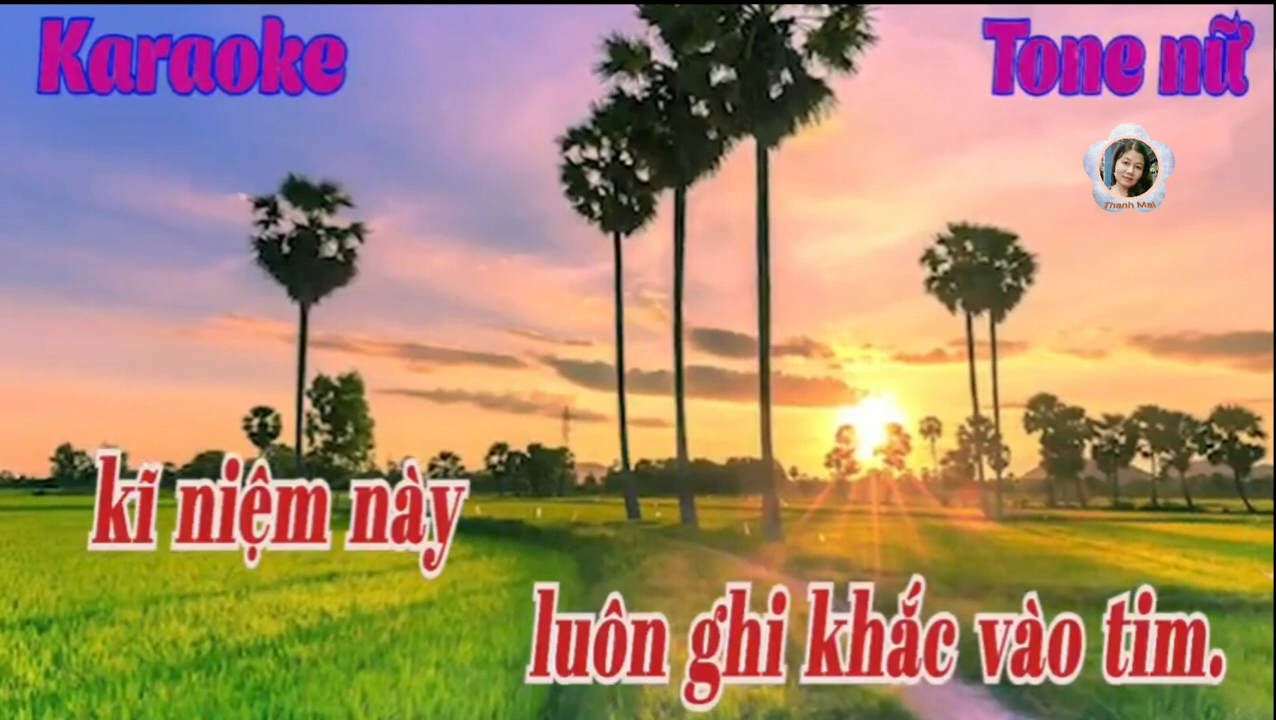 Karaoke
Tone nữ
Thanh Mai
kĩ niệm này
luôn ghi khắc vào tim.